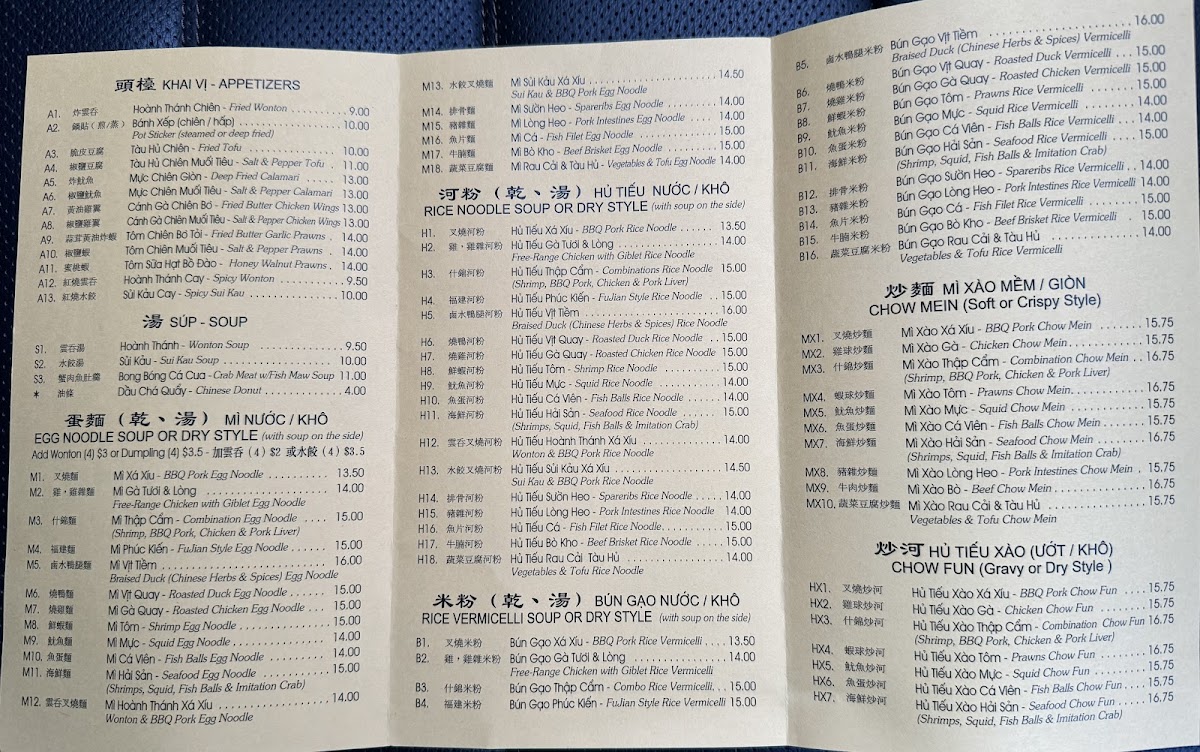 頭檯 KHAI VỊ - APPETIZERS
A1. 炸雲吞 Hoành Thánh Chiên - Fried Wonton ............ 9.00
A2. 鍋貼（煎/蒸） Bánh Xếp (chiên / hấp) ............ 10.00
Pot Sticker (steamed or deep fried)
A3. 脆皮豆腐 Tàu Hủ Chiên - Fried Tofu ............ 10.00
A4. 椒鹽豆腐 Tàu Hủ Chiên Muối Tiêu - Salt & Pepper Tofu . 11.00
A5. 炸魷魚 Mực Chiên Giòn - Deep Fried Calamari ...... 13.00
A6. 椒鹽魷魚 Mực Chiên Muối Tiêu - Salt & Pepper Calamari 13.00
A7. 黃油雞翼 Cánh Gà Chiên Bơ - Fried Butter Chicken Wings 13.00
A8. 椒鹽雞翼 Cánh Gà Chiên Muối Tiêu - Salt & Pepper Chicken Wings 13.00
A9. 蒜茸黃油炸蝦 Tôm Chiên Bơ Tỏi - Fried Butter Garlic Prawns . 14.00
A10. 椒鹽蝦 Tôm Chiên Muối Tiêu - Salt & Pepper Prawns . 14.00
A11. 蜜桃蝦 Tôm Sữa Hạt Bồ Đào - Honey Walnut Prawns . 14.00
A12. 紅燒雲吞 Hoành Thánh Cay - Spicy Wonton ............ 9.50
A13. 紅燒水餃 Sủi Kảu Cay - Spicy Sui Kau ............ 10.00
湯 SÚP - SOUP
S1. 雲吞湯 Hoành Thánh - Wonton Soup ............ 9.50
S2. 水餃湯 Sủi Kảu - Sui Kau Soup ............ 10.00
S3. 蟹肉魚肚羹 Bong Bóng Cá Cua - Crab Meat w/Fish Maw Soup 11.00
* 油條 Dầu Chá Quẩy - Chinese Donut ............ 4.00
蛋麵（乾、湯）MÌ NƯỚC / KHÔ
EGG NOODLE SOUP OR DRY STYLE (with soup on the side)
Add Wonton (4) $3 or Dumpling (4) $3.5 - 加雲吞（4）$2 或水餃（4）$3.5
M1. 叉燒麵 Mì Xá Xíu - BBQ Pork Egg Noodle ............ 13.50
M2. 雞，雞雜麵 Mì Gà Tươi & Lòng ............ 14.00
Free-Range Chicken with Giblet Egg Noodle
M3. 什錦麵 Mì Thập Cẩm - Combination Egg Noodle .... 15.00
(Shrimp, BBQ Pork, Chicken & Pork Liver)
M4. 福建麵 Mì Phúc Kiến - FuJian Style Egg Noodle ...... 15.00
M5. 鹵水鴨腿麵 Mì Vịt Tiềm ............ 16.00
Braised Duck (Chinese Herbs & Spices) Egg Noodle
M6. 燒鴨麵 Mì Vịt Quay - Roasted Duck Egg Noodle ..... 15.00
M7. 燒雞麵 Mì Gà Quay - Roasted Chicken Egg Noodle . 15.00
M8. 鮮蝦麵 Mì Tôm - Shrimp Egg Noodle ............ 15.00
M9. 魷魚麵 Mì Mực - Squid Egg Noodle ............ 14.00
M10. 魚蛋麵 Mì Cá Viên - Fish Balls Egg Noodle ........ 14.00
M11. 海鮮麵 Mì Hải Sản - Seafood Egg Noodle ......... 15.00
(Shrimps, Squid, Fish Balls & Imitation Crab)
M12. 雲吞叉燒麵 Mì Hoành Thánh Xá Xíu ............ 14.00
Wonton & BBQ Pork Egg Noodle
M13. 水餃叉燒麵 Mì Sủi Kảu Xá Xíu ............ 14.50
Sui Kau & BBQ Pork Egg Noodle
M14. 排骨麵 Mì Sườn Heo - Spareribs Egg Noodle ...... 14.00
M15. 豬雜麵 Mì Lòng Heo - Pork Intestines Egg Noodle .... 14.00
M16. 魚片麵 Mì Cá - Fish Filet Egg Noodle ............ 15.00
M17. 牛腩麵 Mì Bò Kho - Beef Brisket Egg Noodle ....... 15.00
M18. 蔬菜豆腐麵 Mì Rau Cải & Tàu Hủ - Vegetables & Tofu Egg Noodle 14.00
河粉（乾、湯）HỦ TIẾU NƯỚC / KHÔ
RICE NOODLE SOUP OR DRY STYLE (with soup on the side)
H1. 叉燒河粉 Hủ Tiếu Xá Xíu - BBQ Pork Rice Noodle ....... 13.50
H2. 雞，雞雜河粉 Hủ Tiếu Gà Tươi & Lòng ............ 14.00
Free-Range Chicken with Giblet Rice Noodle
H3. 什錦河粉 Hủ Tiếu Thập Cẩm - Combinations Rice Noodle 15.00
(Shrimp, BBQ Pork, Chicken & Pork Liver)
H4. 福建河粉 Hủ Tiếu Phúc Kiến - FuJian Style Rice Noodle .. 15.00
H5. 鹵水鴨腿河粉 Hủ Tiếu Vịt Tiềm ............ 16.00
Braised Duck (Chinese Herbs & Spices) Rice Noodle
H6. 燒鴨河粉 Hủ Tiếu Vịt Quay - Roasted Duck Rice Noodle .. 15.00
H7. 燒雞河粉 Hủ Tiếu Gà Quay - Roasted Chicken Rice Noodle 15.00
H8. 鮮蝦河粉 Hủ Tiếu Tôm - Shrimp Rice Noodle ......... 15.00
H9. 魷魚河粉 Hủ Tiếu Mực - Squid Rice Noodle .......... 14.00
H10. 魚蛋河粉 Hủ Tiếu Cá Viên - Fish Balls Rice Noodle ..... 14.00
H11. 海鮮河粉 Hủ Tiếu Hải Sản - Seafood Rice Noodle ....... 15.00
(Shrimps, Squid, Fish Balls & Imitation Crab)
H12. 雲吞叉燒河粉 Hủ Tiếu Hoành Thánh Xá Xíu ............ 14.00
Wonton & BBQ Pork Rice Noodle
H13. 水餃叉燒河粉 Hủ Tiếu Sủi Kảu Xá Xíu ............ 14.50
Sui Kau & BBQ Pork Rice Noodle
H14. 排骨河粉 Hủ Tiếu Sườn Heo - Spareribs Rice Noodle ..... 14.00
H15. 豬雜河粉 Hủ Tiếu Lòng Heo - Pork Intestines Rice Noodle 14.00
H16. 魚片河粉 Hủ Tiếu Cá - Fish Filet Rice Noodle ........... 15.00
H17. 牛腩河粉 Hủ Tiếu Bò Kho - Beef Brisket Rice Noodle ..... 15.00
H18. 蔬菜豆腐河粉 Hủ Tiếu Rau Cải Tàu Hủ ............ 14.00
Vegetables & Tofu Rice Noodle
米粉（乾、湯）BÚN GẠO NƯỚC / KHÔ
RICE VERMICELLI SOUP OR DRY STYLE (with soup on the side)
B1. 叉燒米粉 Bún Gạo Xá Xíu - BBQ Pork Rice Vermicelli .... 13.50
B2. 雞，雞雜米粉 Bún Gạo Gà Tươi & Lòng ............ 14.00
Free-Range Chicken with Giblet Rice Vermicelli
B3. 什錦米粉 Bún Gạo Thập Cẩm - Combo Rice Vermicelli ... 15.00
B4. 福建米粉 Bún Gạo Phúc Kiến - FuJian Style Rice Vermicelli 15.00
B5. 鹵水鴨腿米粉 Bún Gạo Vịt Tiềm ............ 16.00
Braised Duck (Chinese Herbs & Spices) Vermicelli
B6. 燒鴨米粉 Bún Gạo Vịt Quay - Roasted Duck Vermicelli .. 15.00
B7. 燒雞米粉 Bún Gạo Gà Quay - Roasted Chicken Vermicelli 15.00
B8. 鮮蝦米粉 Bún Gạo Tôm - Prawns Rice Vermicelli ....... 15.00
B9. 魷魚米粉 Bún Gạo Mực - Squid Rice Vermicelli ........ 14.00
B10. 魚蛋米粉 Bún Gạo Cá Viên - Fish Balls Rice Vermicelli ... 14.00
B11. 海鮮米粉 Bún Gạo Hải Sản - Seafood Rice Vermicelli .... 15.00
(Shrimp, Squid, Fish Balls & Imitation Crab)
B12. 排骨米粉 Bún Gạo Sườn Heo - Spareribs Rice Vermicelli .. 14.00
B13. 豬雜米粉 Bún Gạo Lòng Heo - Pork Intestines Rice Vermicelli 14.00
B14. 魚片米粉 Bún Gạo Cá - Fish Filet Rice Vermicelli ....... 15.00
B15. 牛腩米粉 Bún Gạo Bò Kho - Beef Brisket Rice Vermicelli . 15.00
B16. 蔬菜豆腐米粉 Bún Gạo Rau Cải & Tàu Hủ ............ 14.00
Vegetables & Tofu Rice Vermicelli
炒麵 MÌ XÀO MỀM / GIÒN
CHOW MEIN (Soft or Crispy Style)
MX1. 叉燒炒麵 Mì Xào Xá Xíu - BBQ Pork Chow Mein ....... 15.75
MX2. 雞球炒麵 Mì Xào Gà - Chicken Chow Mein ............ 15.75
MX3. 什錦炒麵 Mì Xào Thập Cẩm - Combination Chow Mein .. 16.75
(Shrimp, BBQ Pork, Chicken & Pork Liver)
MX4. 蝦球炒麵 Mì Xào Tôm - Prawns Chow Mein ............ 16.75
MX5. 魷魚炒麵 Mì Xào Mực - Squid Chow Mein ............ 15.75
MX6. 魚蛋炒麵 Mì Xào Cá Viên - Fish Balls Chow Mein ...... 15.75
MX7. 海鮮炒麵 Mì Xào Hải Sản - Seafood Chow Mein ........ 16.75
(Shrimps, Squid, Fish Balls & Imitation Crab)
MX8. 豬雜炒麵 Mì Xào Lòng Heo - Pork Intestines Chow Mein . 15.75
MX9. 牛肉炒麵 Mì Xào Bò - Beef Chow Mein ............ 15.75
MX10. 蔬菜豆腐炒麵 Mì Xào Rau Cải & Tàu Hủ ............ 15.75
Vegetables & Tofu Chow Mein
炒河 HỦ TIẾU XÀO (ƯỚT / KHÔ)
CHOW FUN (Gravy or Dry Style )
HX1. 叉燒炒河 Hủ Tiếu Xào Xá Xíu - BBQ Pork Chow Fun .... 15.75
HX2. 雞球炒河 Hủ Tiếu Xào Gà - Chicken Chow Fun ....... 15.75
HX3. 什錦炒河 Hủ Tiếu Xào Thập Cẩm - Combination Chow Fun 16.75
(Shrimp, BBQ Pork, Chicken & Pork Liver)
HX4. 蝦球炒河 Hủ Tiếu Xào Tôm - Prawns Chow Fun ....... 16.75
HX5. 魷魚炒河 Hủ Tiếu Xào Mực - Squid Chow Fun ........ 15.75
HX6. 魚蛋炒河 Hủ Tiếu Xào Cá Viên - Fish Balls Chow Fun .... 15.75
HX7. 海鮮炒河 Hủ Tiếu Xào Hải Sản - Seafood Chow Fun ..... 16.75
(Shrimps, Squid, Fish Balls & Imitation Crab)